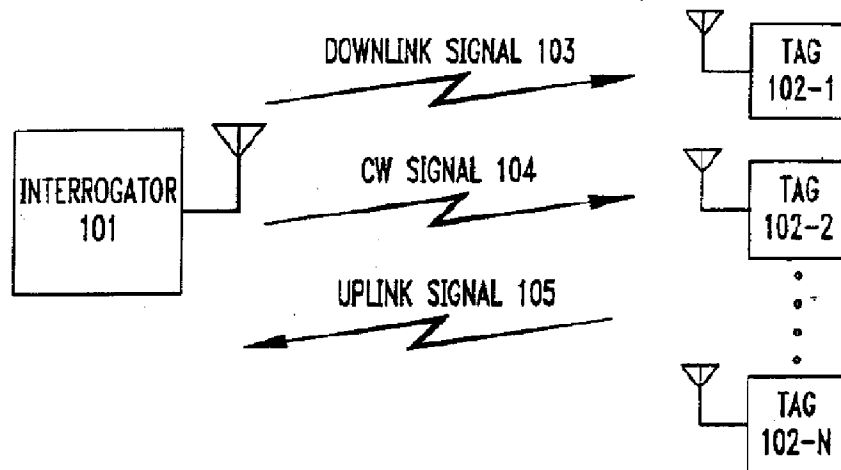 DOWNLINK SIGNAL 103
TAG
102-1
INTERROGATOR
101
CW SIGNAL 104
TAG
102-2
UPLINK SIGNAL 105
TAG
102-N